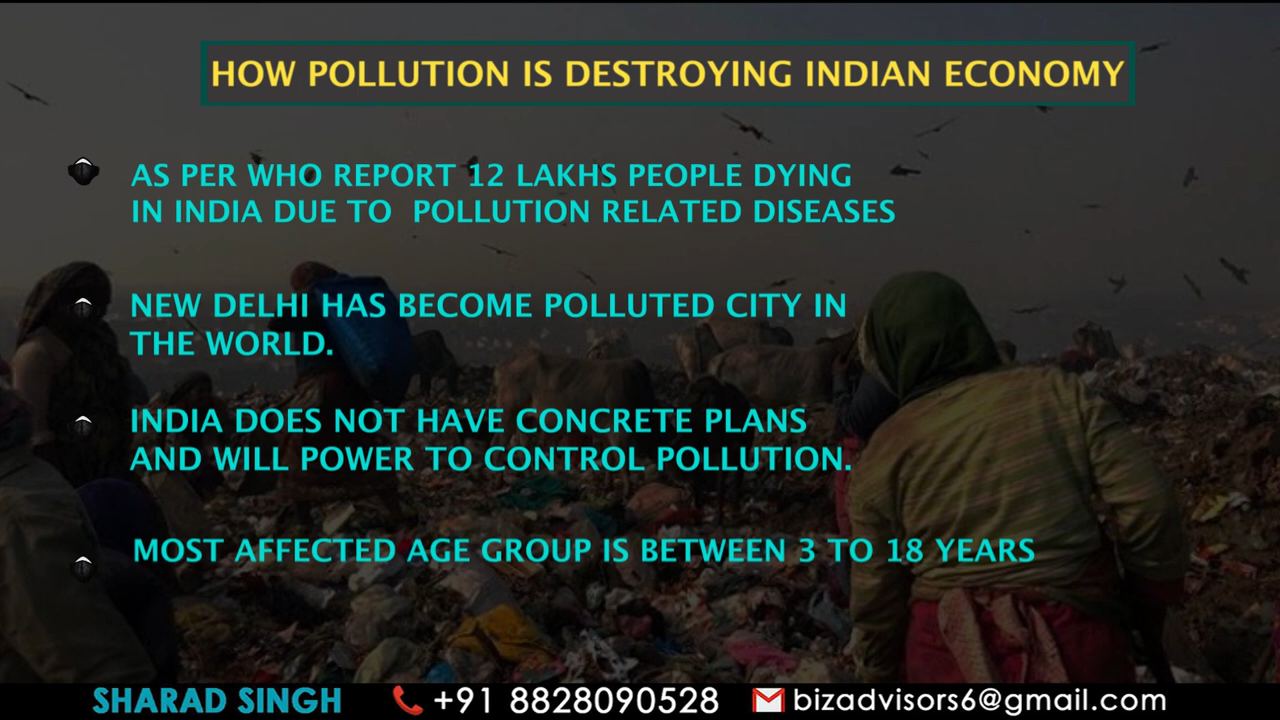 HOW POLLUTION IS DESTROYING INDIAN ECONOMY
AS PER WHO REPORT 12 LAKHS PEOPLE DYING
IN INDIA DUE TO POLLUTION RELATED DISEASES
NEW DELHI HAS BECOME POLLUTED CITY IN
THE WORLD.
INDIA DOES NOT HAVE CONCRETE PLANS
AND WILL POWER TO CONTROL POLLUTION.
MOST AFFECTED AGE GROUP IS BETWEEN 3 TO 18 YEARS
SHARAD SINGH +91 8828090528 bizadvisors6@gmail.com